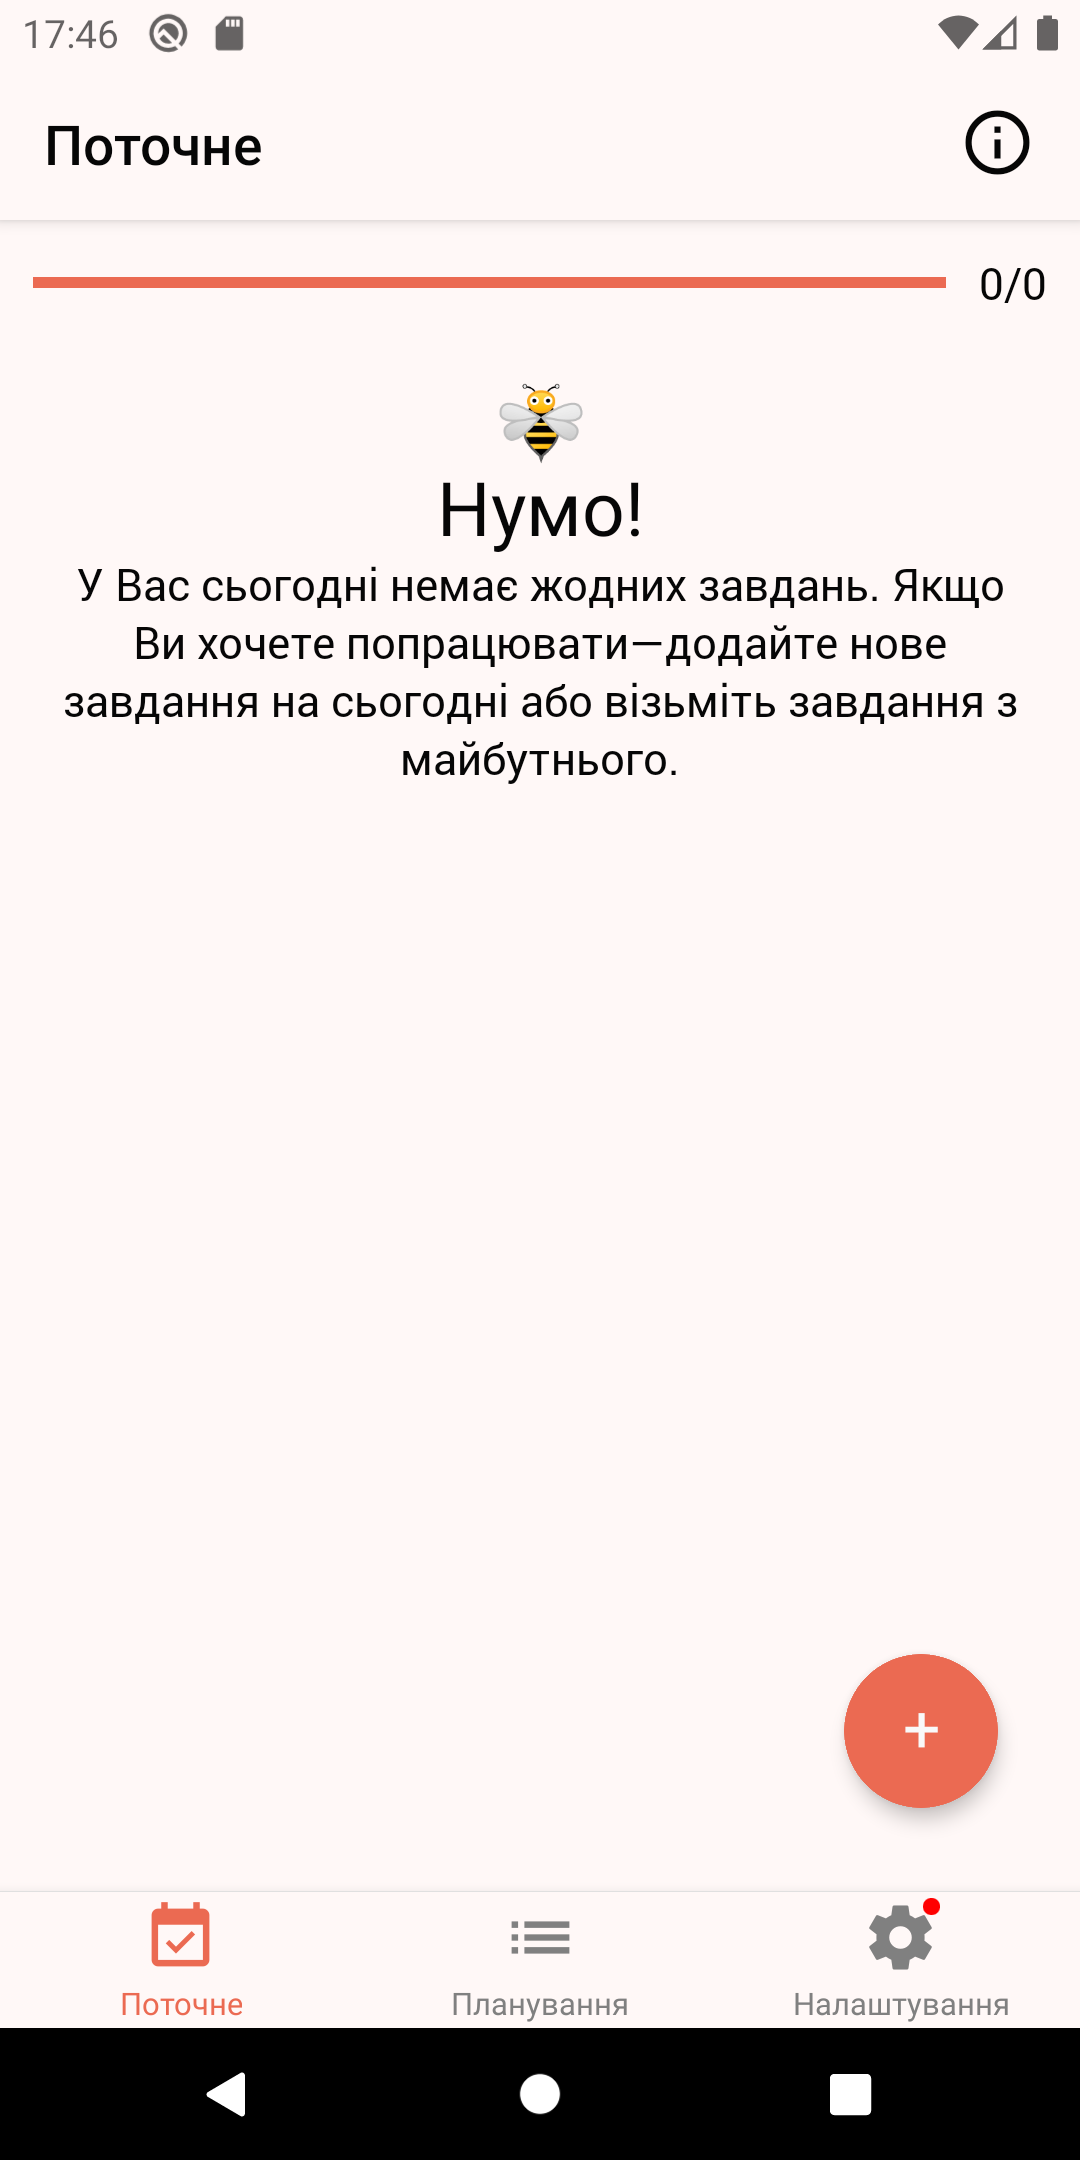 17:46
Поточне
0/0
Нумо!
У Вас сьогодні немає жодних завдань. Якщо
Ви хочете попрацювати—додайте нове
завдання на сьогодні або візьміть завдання з
майбутнього.
Поточне
Планування
Налаштування